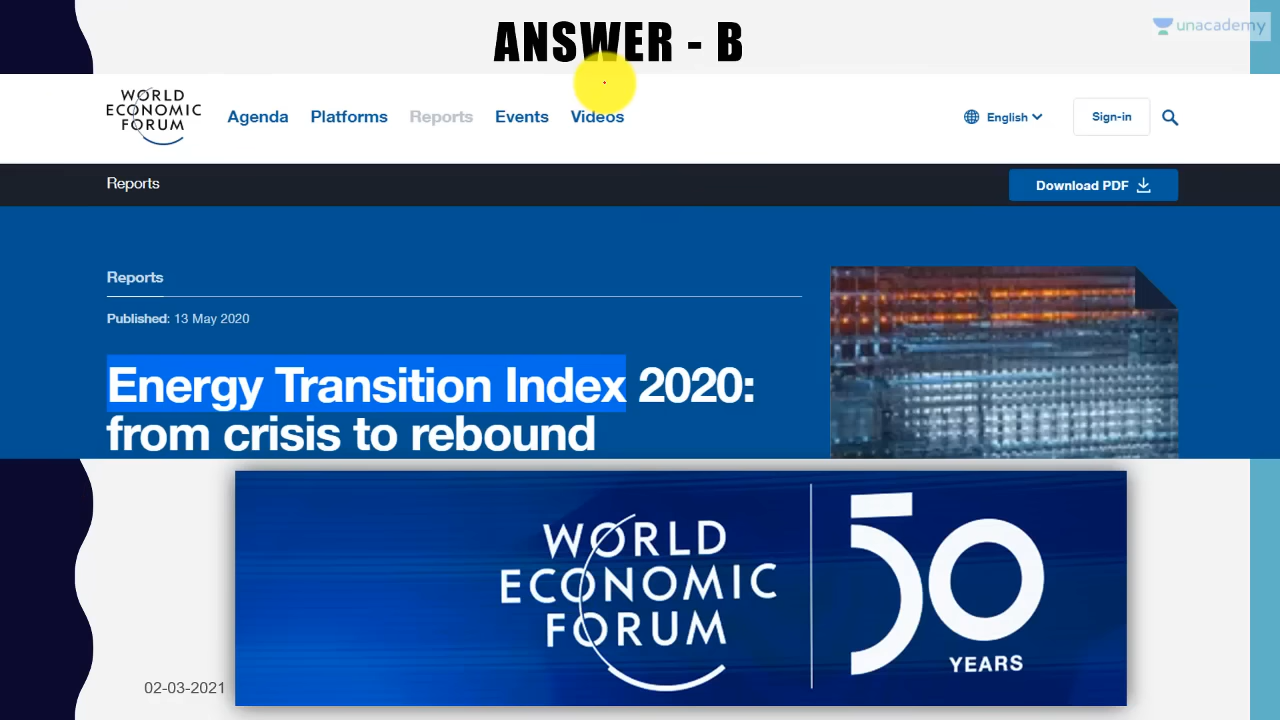 ANSWER - B
unacademy
WORLD
ECONOMIC
FORUM
Agenda Platforms Reports Events Videos
English
Sign-in
Reports
Download PDF
Reports
Published: 13 May 2020
Energy Transition Index 2020:
from crisis to rebound
WORLD
ECONOMIC
FORUM
50
YEARS
02-03-2021